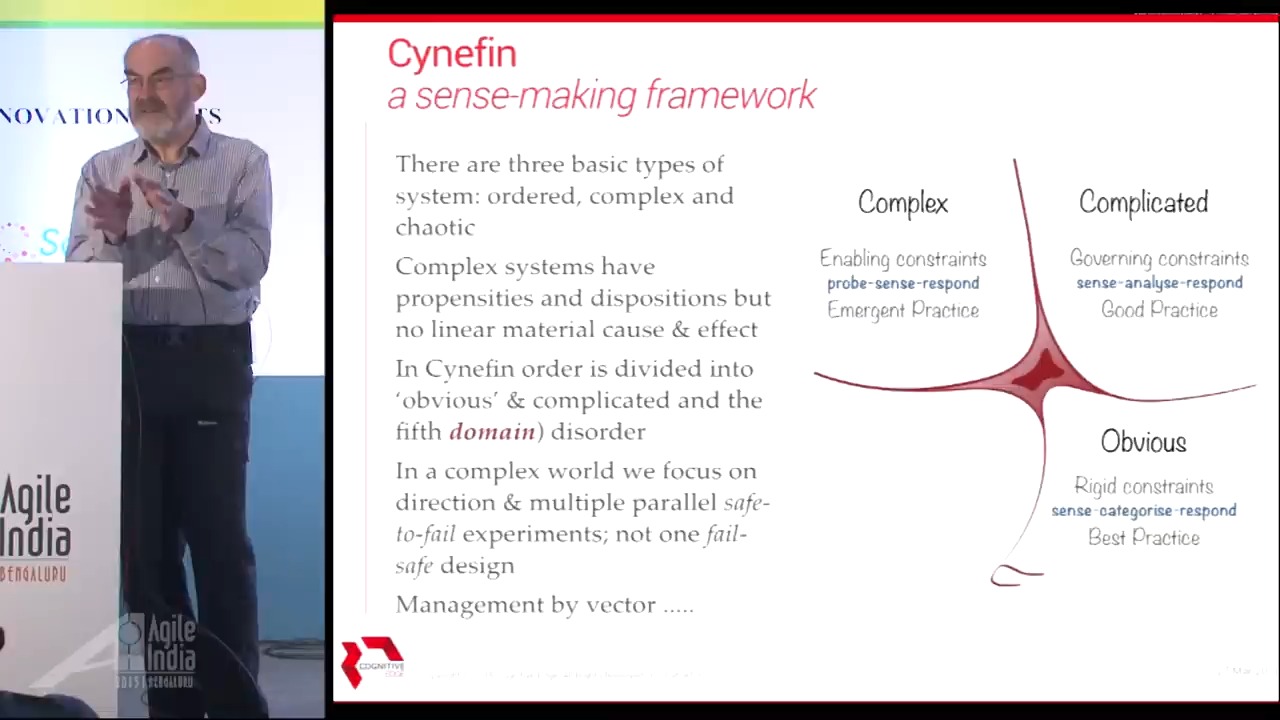 Cynefin
a sense-making framework
There are three basic types of
system: ordered, complex and
chaotic
Complex systems have
propensities and dispositions but
no linear material cause & effect
In Cynefin order is divided into
‘obvious’ & complicated and the
fifth domain) disorder
In a complex world we focus on
direction & multiple parallel safe-
to-fail experiments; not one fail-
safe design
Management by vector .....
Complex
Enabling constraints
probe-sense-respond
Emergent Practice
Complicated
Governing constraints
sense-analyse-respond
Good Practice
Obvious
Rigid constraints
sense-categorise-respond
Best Practice
COGNITIVE
EDGE
Agile
India
BENGALURU
Agile
India
2015 BENGALURU